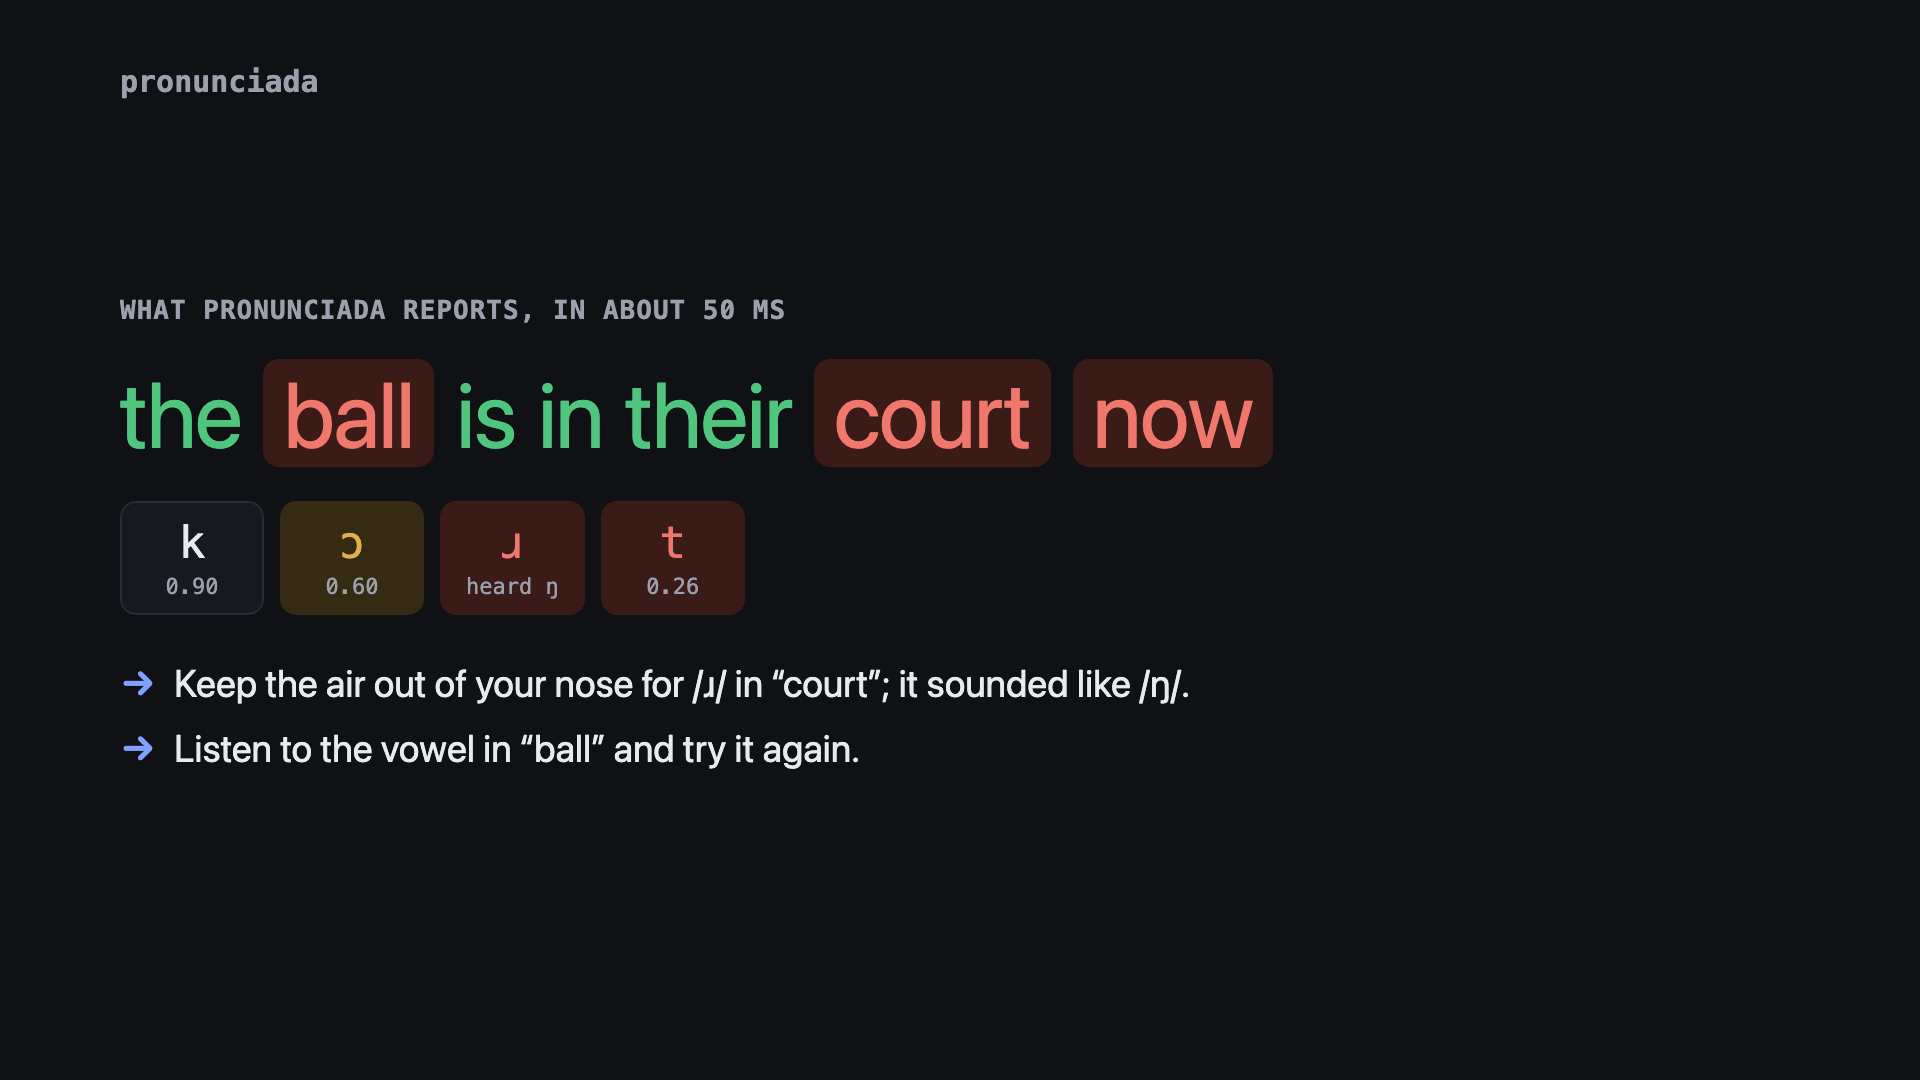 pronunciada
WHAT PRONUNCIADA REPORTS, IN ABOUT 50 MS
the ball is in their court now
k ɔ ɹ t
0.90 0.60 heard ŋ 0.26
→ Keep the air out of your nose for /ɹ/ in “court”; it sounded like /ŋ/.
→ Listen to the vowel in “ball” and try it again.